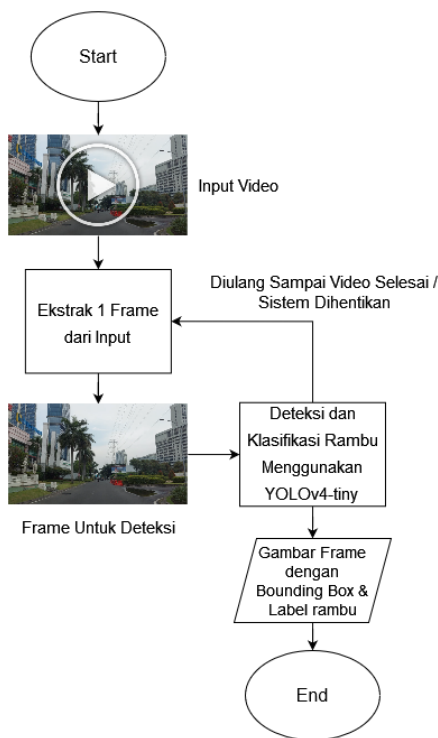 Start
Input Video
Ekstrak 1 Frame
dari Input
Diulang Sampai Video Selesai /
Sistem Dihentikan
Frame Untuk Deteksi
Deteksi dan
Klasifikasi Rambu
Menggunakan
YOLOv4-tiny
Gambar Frame
dengan
Bounding Box &
Label rambu
End